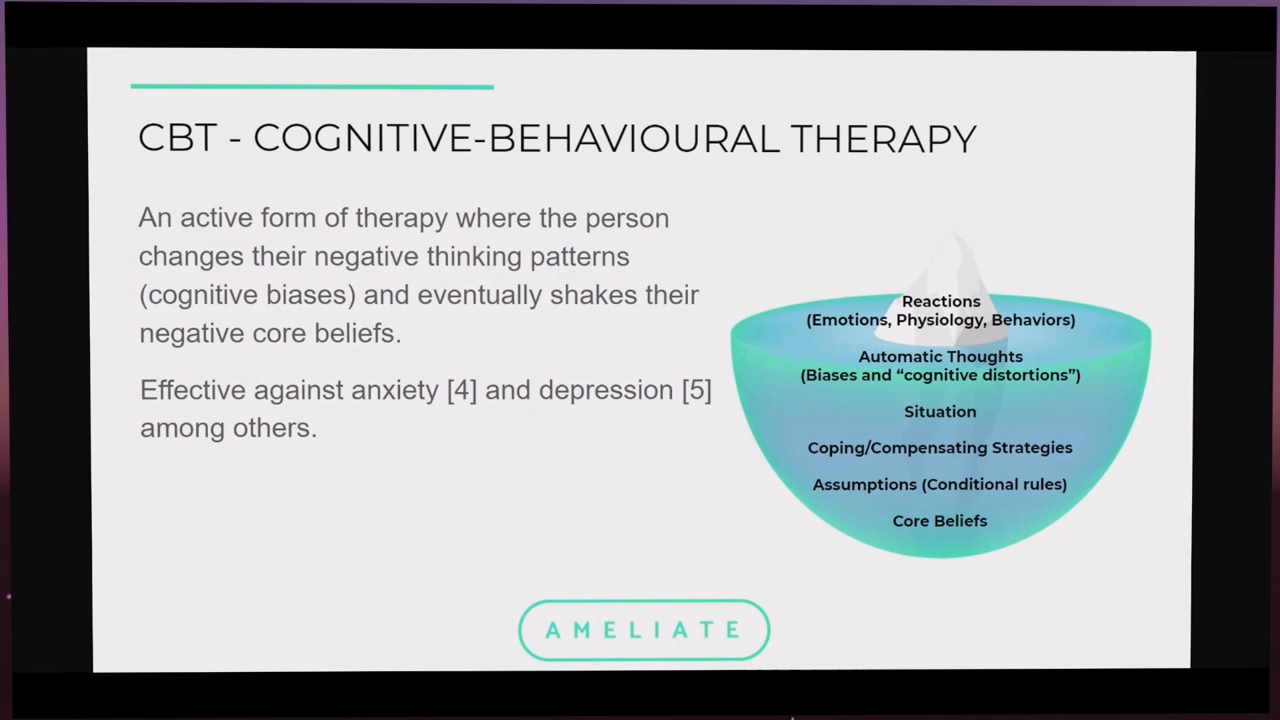 CBT - COGNITIVE-BEHAVIOURAL THERAPY
An active form of therapy where the person
changes their negative thinking patterns
(cognitive biases) and eventually shakes their
negative core beliefs.
Effective against anxiety [4] and depression [5]
among others.
Reactions
(Emotions, Physiology, Behaviors)
Automatic Thoughts
(Biases and “cognitive distortions”)
Situation
Coping/Compensating Strategies
Assumptions (Conditional rules)
Core Beliefs
AMELIATE